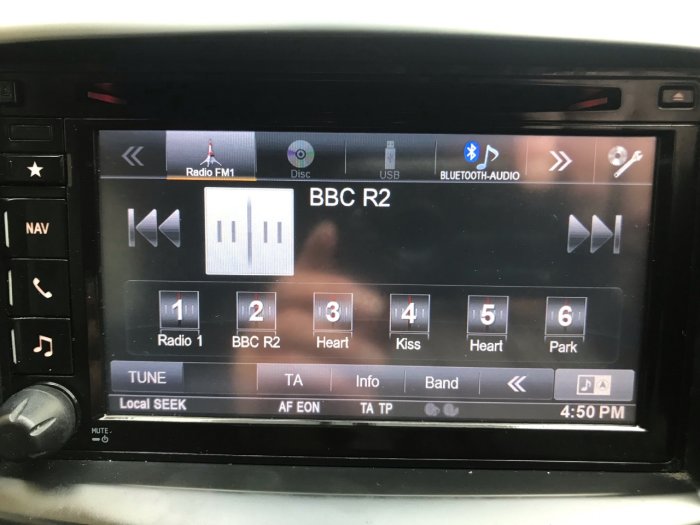 Radio FM1
Disc
USB
BLUETOOTH-AUDIO
BBC R2
NAV
1 2 3 4 5 6
Radio 1 BBC R2 Heart Kiss Heart Park
TUNE TA Info Band
Local SEEK AF EON TA TP 4:50 PM
MUTE